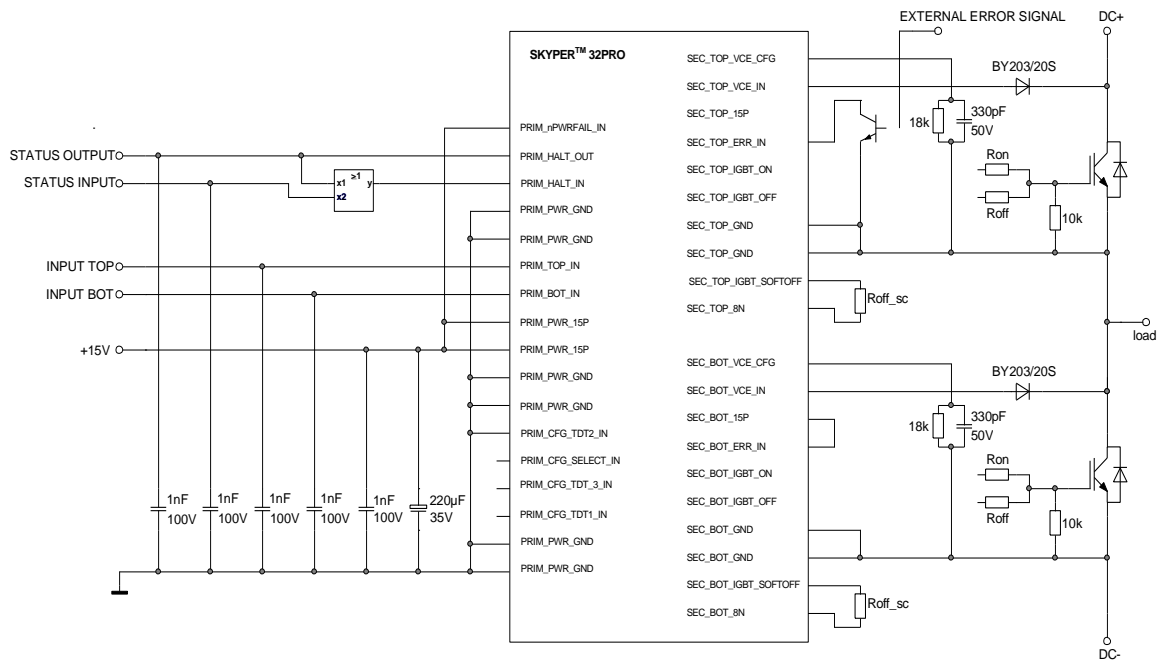 EXTERNAL ERROR SIGNAL
DC+
SKYPER™ 32PRO
SEC_TOP_VCE_CFG
BY203/20S
SEC_TOP_VCE_IN
SEC_TOP_15P
18k
330pF
50V
PRIM_nPWRFAIL_IN
SEC_TOP_ERR_IN
STATUS OUTPUT
PRIM_HALT_OUT
SEC_TOP_IGBT_ON
Ron
STATUS INPUT
x1
≥1
y
x2
PRIM_HALT_IN
SEC_TOP_IGBT_OFF
Roff
PRIM_PWR_GND
SEC_TOP_GND
10k
PRIM_PWR_GND
SEC_TOP_GND
INPUT TOP
PRIM_TOP_IN
SEC_TOP_IGBT_SOFTOFF
INPUT BOT
PRIM_BOT_IN
SEC_TOP_8N
Roff_sc
PRIM_PWR_15P
load
+15V
PRIM_PWR_15P
SEC_BOT_VCE_CFG
BY203/20S
PRIM_PWR_GND
SEC_BOT_VCE_IN
PRIM_PWR_GND
SEC_BOT_15P
18k
330pF
50V
PRIM_CFG_TDT2_IN
SEC_BOT_ERR_IN
PRIM_CFG_SELECT_IN
SEC_BOT_IGBT_ON
Ron
PRIM_CFG_TDT_3_IN
SEC_BOT_IGBT_OFF
Roff
1nF
100V
1nF
100V
1nF
100V
1nF
100V
1nF
100V
220µF
35V
PRIM_CFG_TDT1_IN
SEC_BOT_GND
10k
PRIM_PWR_GND
SEC_BOT_GND
PRIM_PWR_GND
SEC_BOT_IGBT_SOFTOFF
SEC_BOT_8N
Roff_sc
DC-